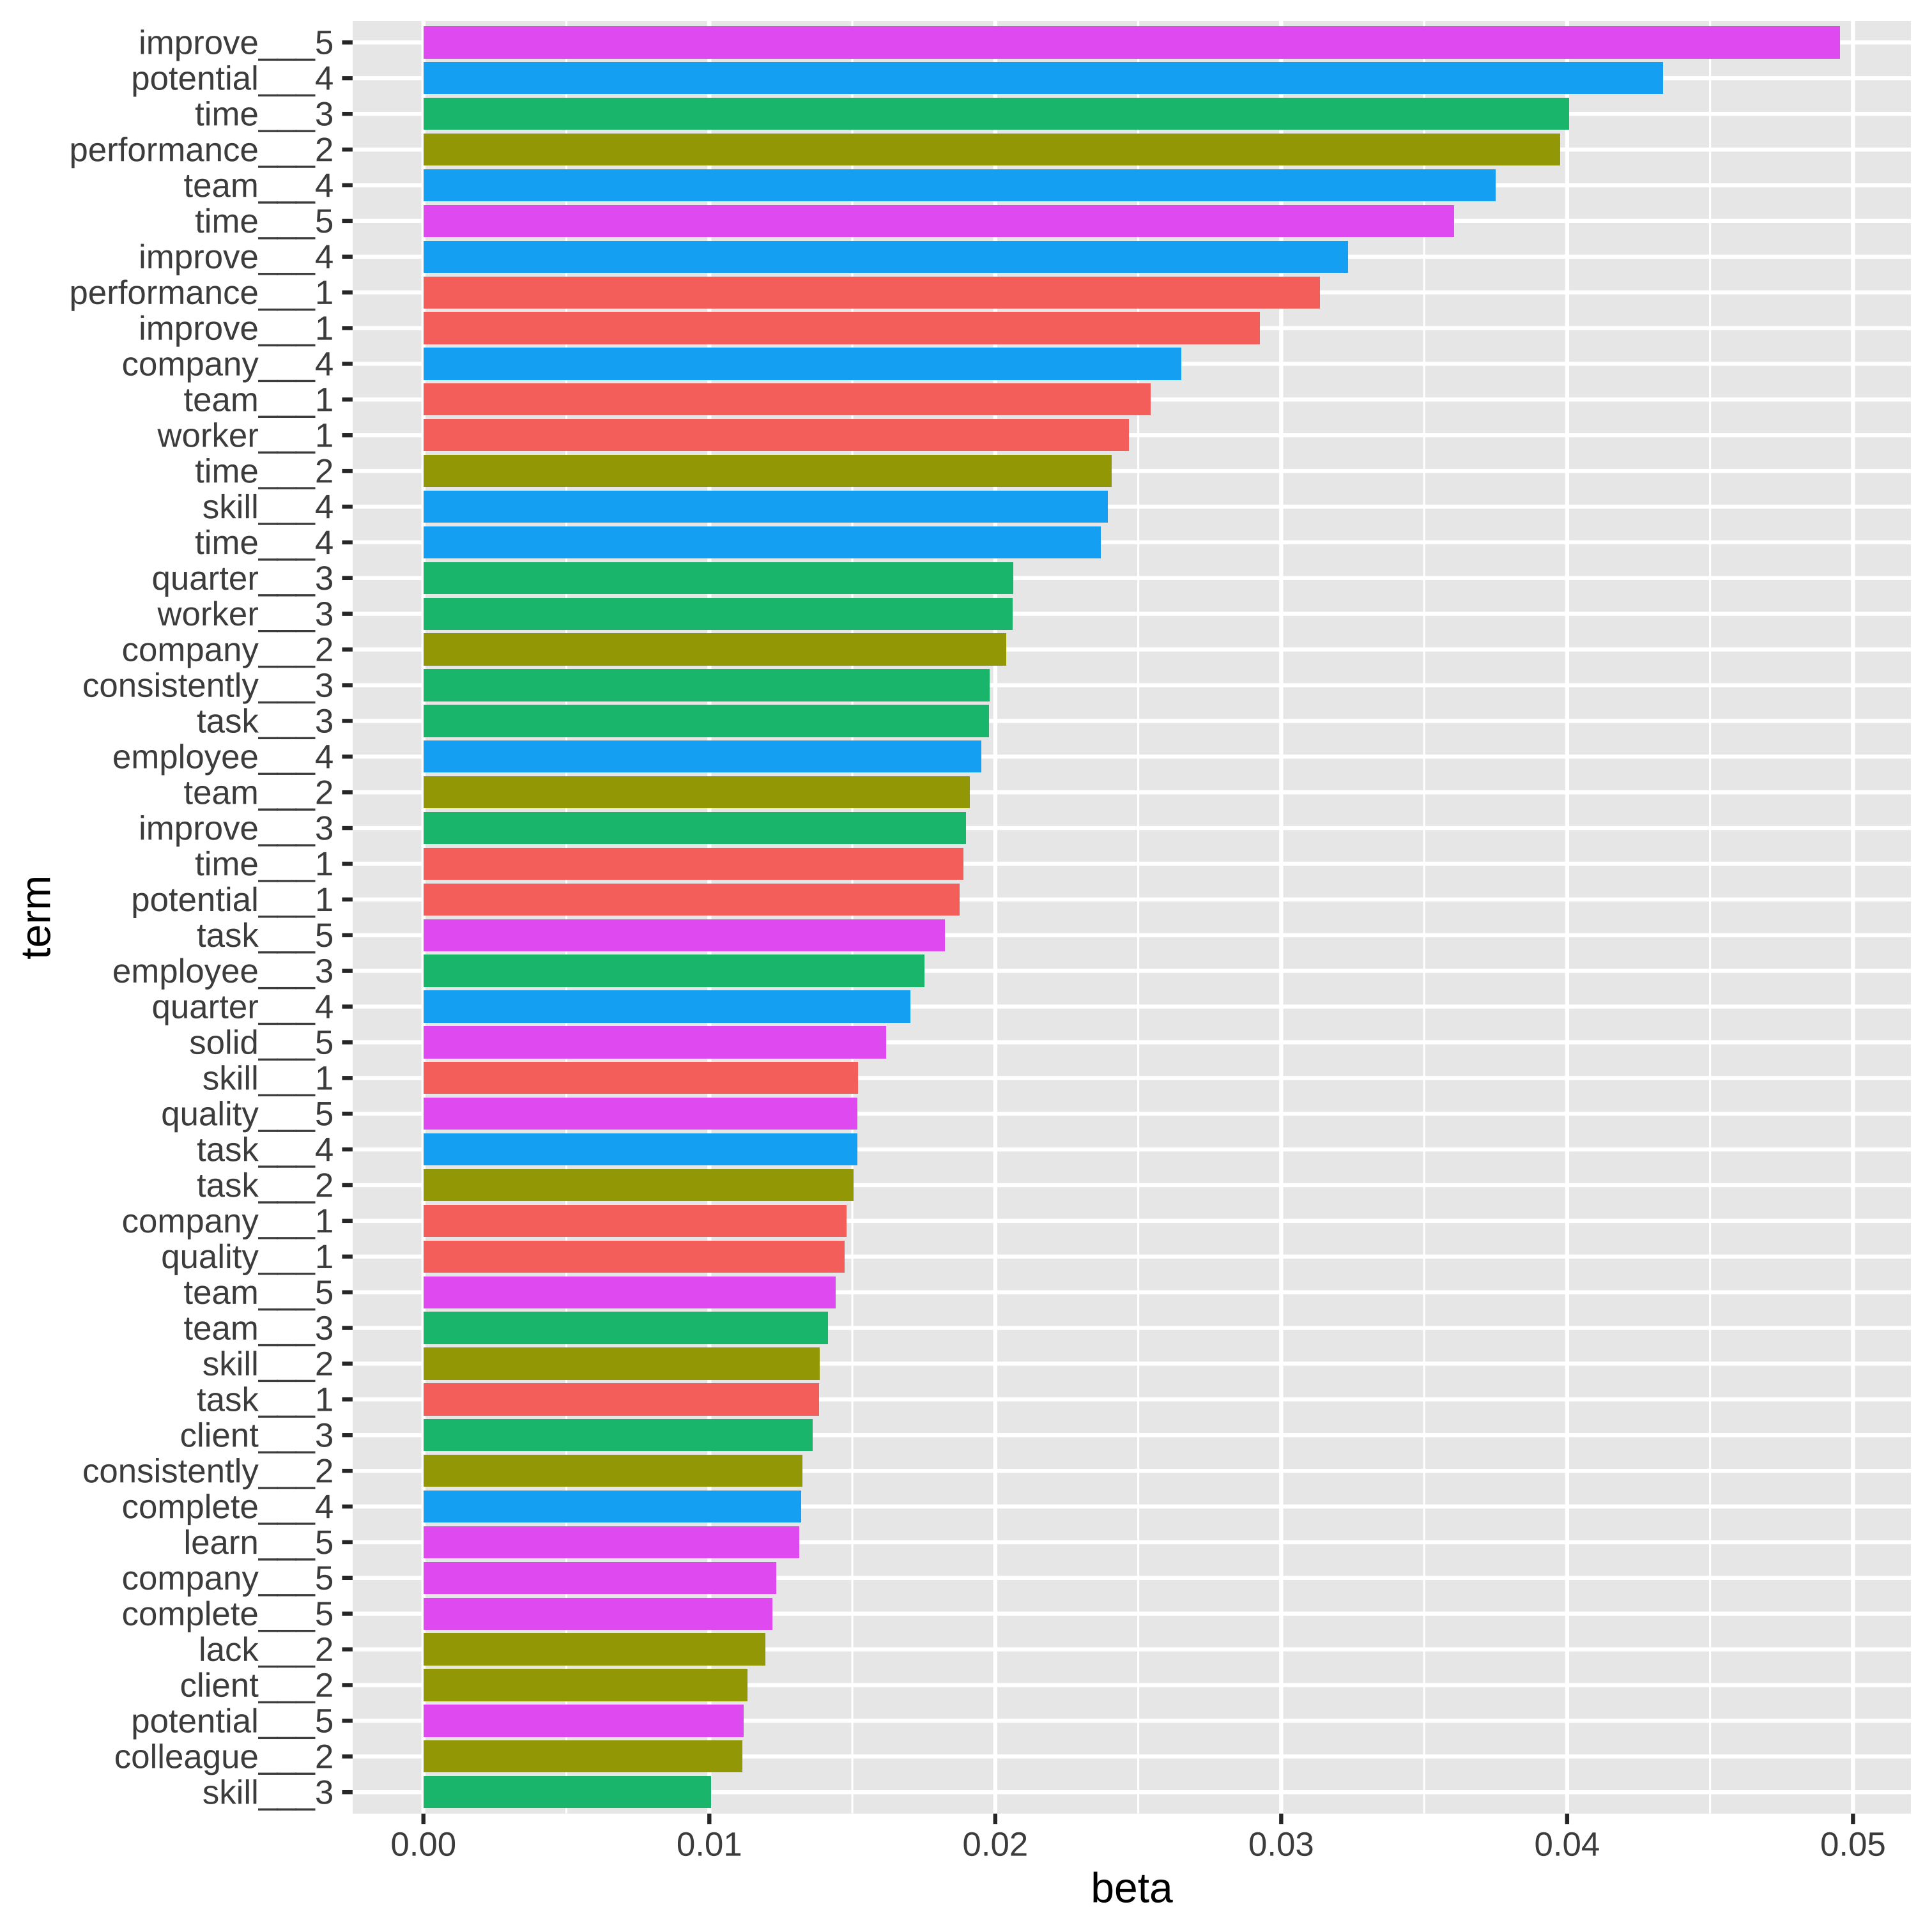 improve___5
potential___4
time___3
performance___2
team___4
time___5
improve___4
performance___1
improve___1
company___4
team___1
worker___1
time___2
skill___4
time___4
quarter___3
worker___3
company___2
consistently___3
task___3
employee___4
team___2
improve___3
time___1
potential___1
task___5
employee___3
quarter___4
solid___5
skill___1
quality___5
task___4
task___2
company___1
quality___1
team___5
team___3
skill___2
task___1
client___3
consistently___2
complete___4
learn___5
company___5
complete___5
lack___2
client___2
potential___5
colleague___2
skill___3
term
0.00 0.01 0.02 0.03 0.04 0.05
beta